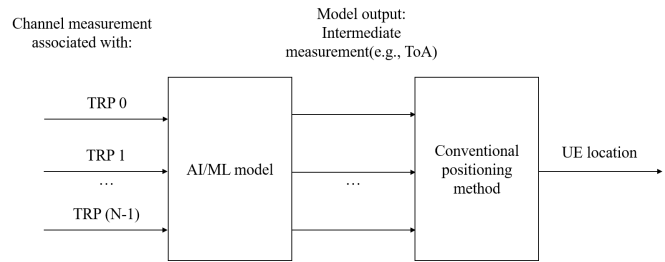 Channel measurement
associated with:
Model output:
Intermediate
measurement(e.g., ToA)
TRP 0
TRP 1
…
TRP (N-1)
AI/ML model
…
Conventional
positioning
method
UE location